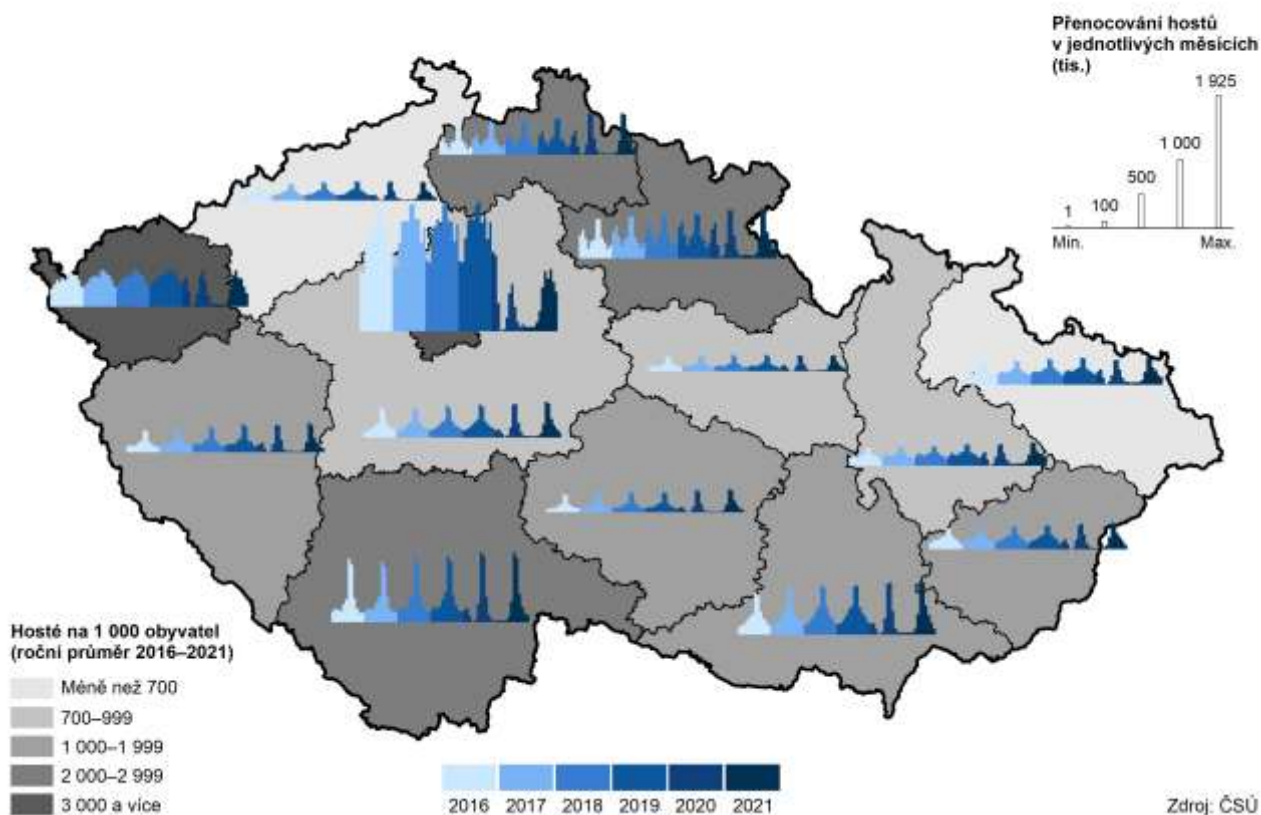 Přenocování hostů
v jednotlivých měsících
(tis.)
1 925
1 000
500
100
1
Min.
Max.
Hosté na 1 000 obyvatel
(roční průměr 2016–2021)
Méně než 700
700–999
1 000–1 999
2 000–2 999
3 000 a více
2016 2017 2018 2019 2020 2021
Zdroj: ČSÚ